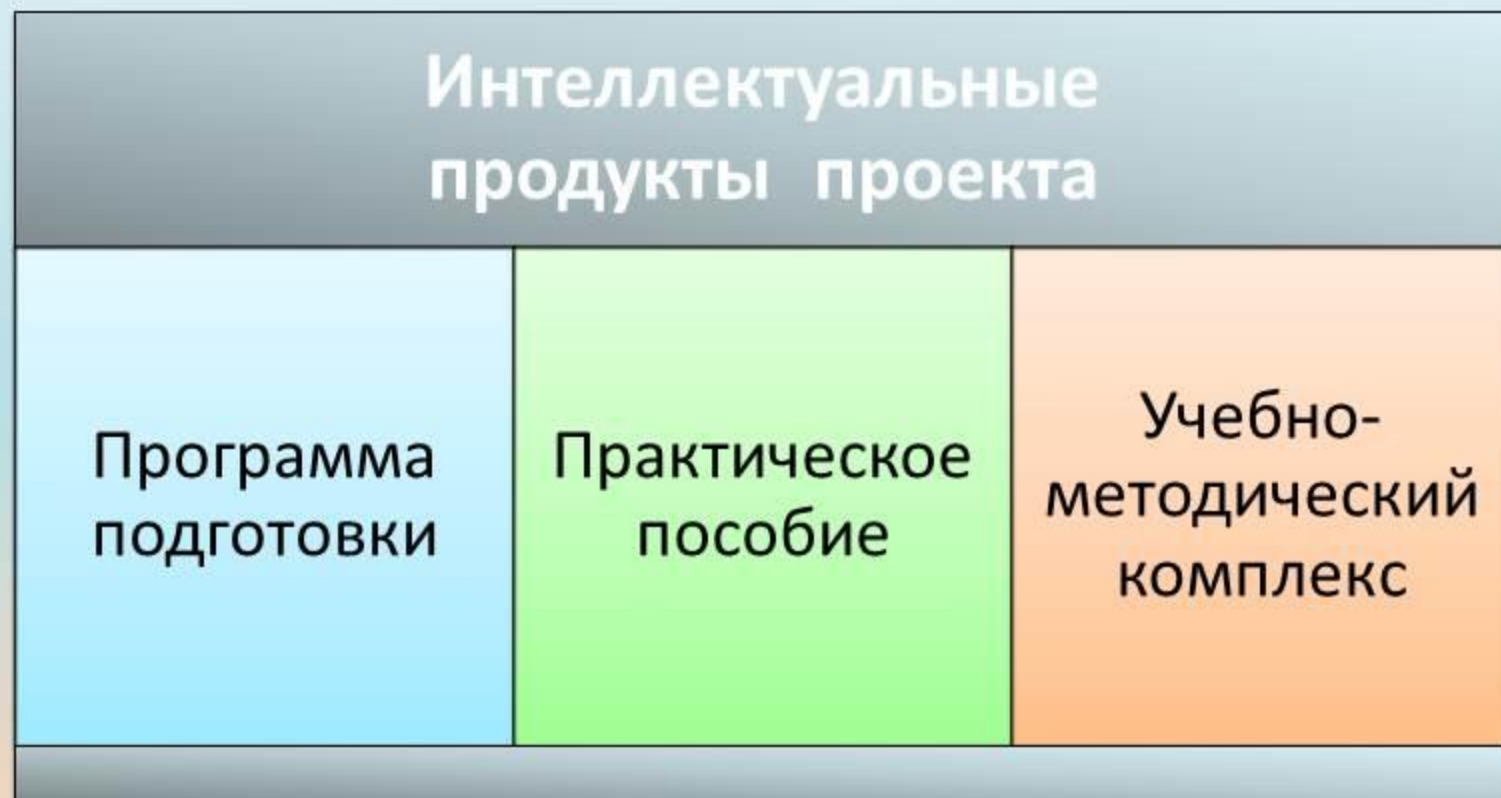 Интеллектуальные
продукты проекта
Программа
подготовки
Практическое
пособие
Учебно-
методический
комплекс